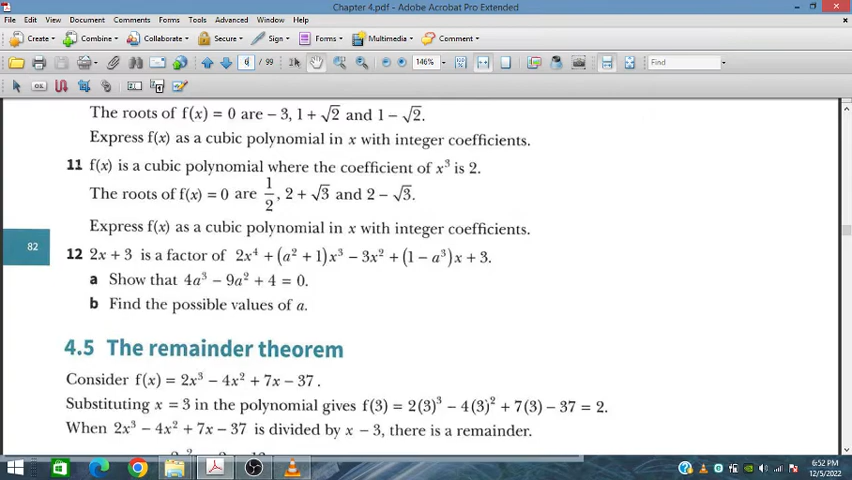 Chapter 4.pdf - Adobe Acrobat Pro Extended
File Edit View Document Comments Forms Tools Advanced Window Help
Create Combine Collaborate Secure Sign Forms Multimedia Comment
6 / 99 146% Find
The roots of f(x) = 0 are − 3, 1 + √2 and 1 − √2.
Express f(x) as a cubic polynomial in x with integer coefficients.
11 f(x) is a cubic polynomial where the coefficient of x³ is 2.
The roots of f(x) = 0 are 1/2, 2 + √3 and 2 − √3.
Express f(x) as a cubic polynomial in x with integer coefficients.
82
12 2x + 3 is a factor of 2x⁴ + (a² + 1)x³ − 3x² + (1 − a³)x + 3.
a Show that 4a³ − 9a² + 4 = 0.
b Find the possible values of a.
4.5 The remainder theorem
Consider f(x) = 2x³ − 4x² + 7x − 37 .
Substituting x = 3 in the polynomial gives f(3) = 2(3)³ − 4(3)² + 7(3) − 37 = 2.
When 2x³ − 4x² + 7x − 37 is divided by x − 3, there is a remainder.
6:52 PM
12/5/2022